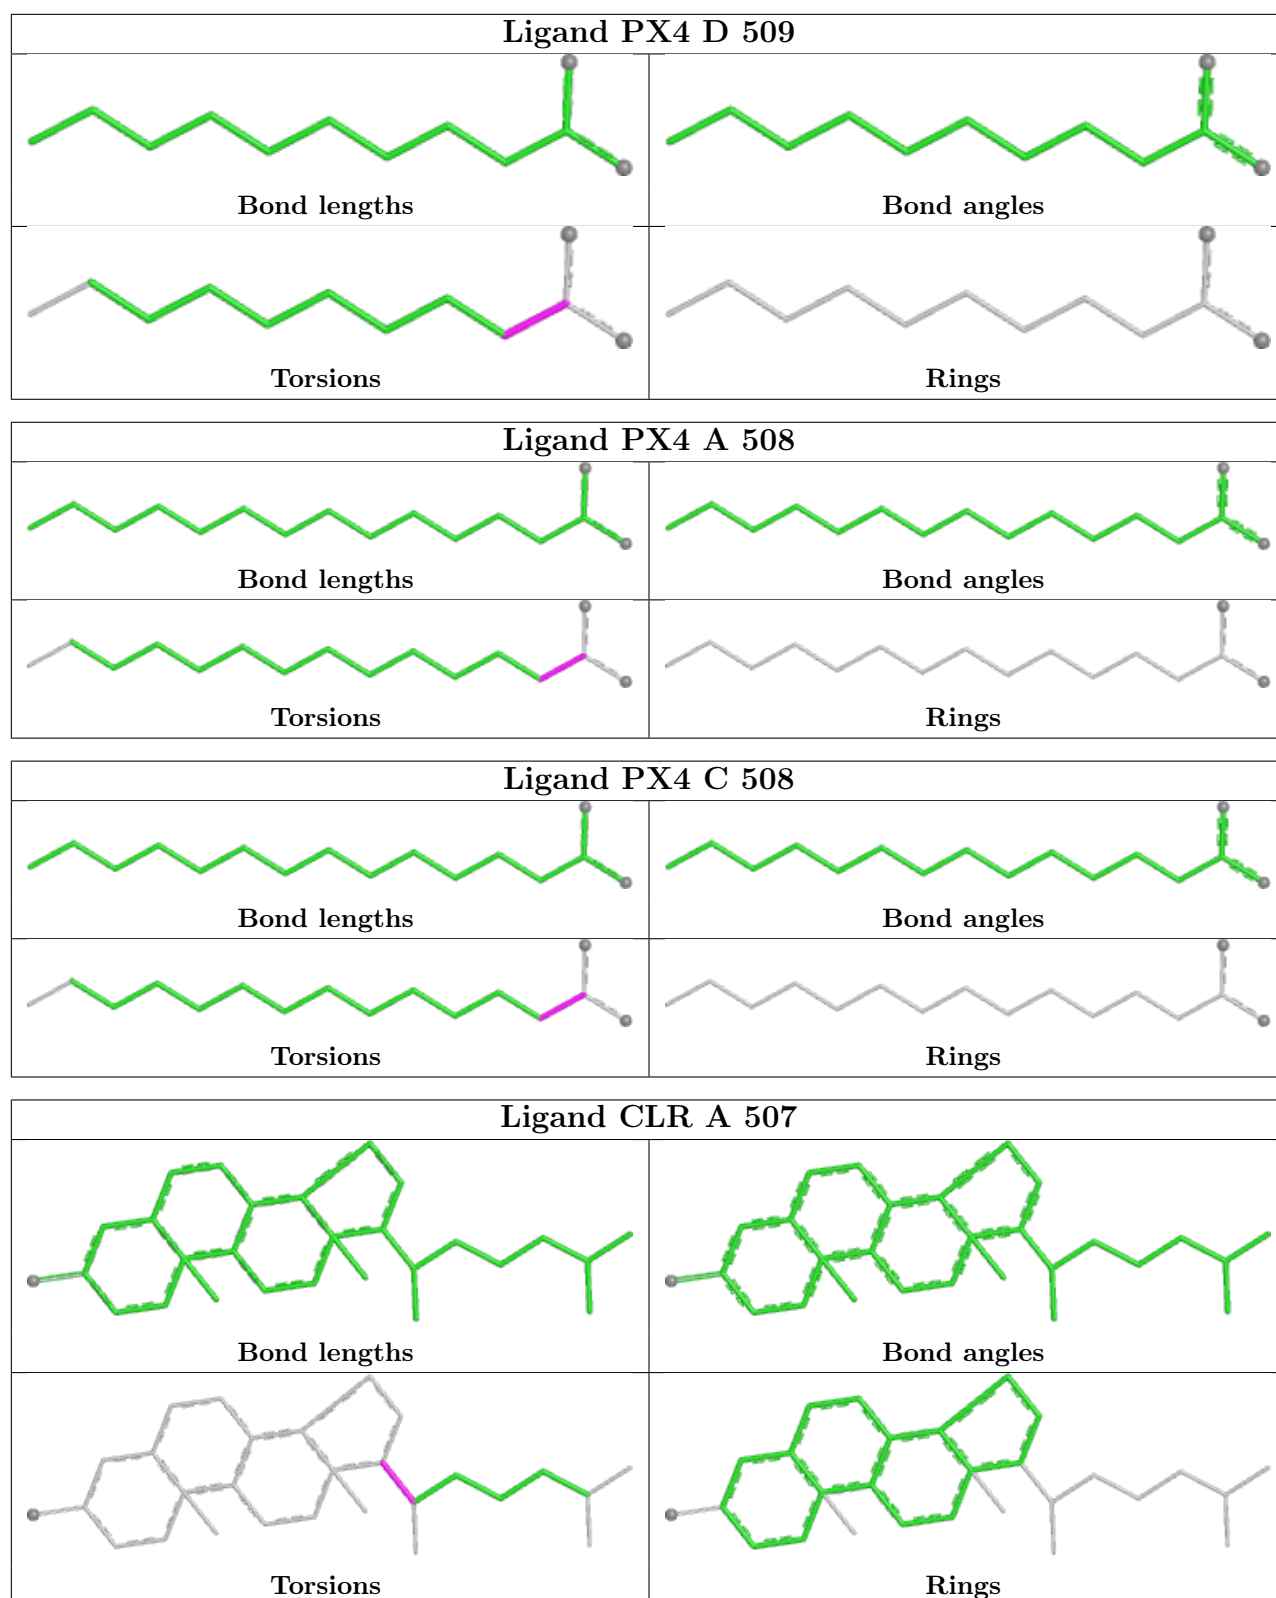 Ligand PX4 D 509
Bond lengths
Bond angles
Torsions
Rings
Ligand PX4 A 508
Bond lengths
Bond angles
Torsions
Rings
Ligand PX4 C 508
Bond lengths
Bond angles
Torsions
Rings
Ligand CLR A 507
Bond lengths
Bond angles
Torsions
Rings